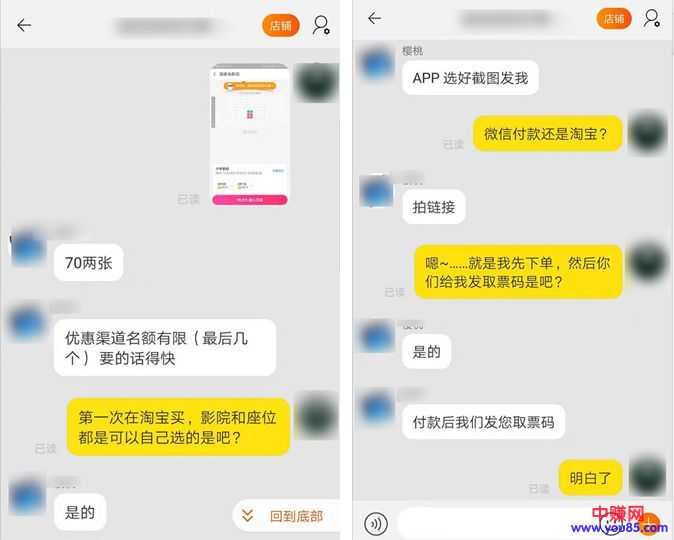 店铺
已读
70两张
优惠渠道名额有限（最后几
个） 要的话得快
第一次在淘宝买，影院和座位
都是可以自己选的是吧？
已读
是的
回到底部
店铺
樱桃
APP 选好截图发我
微信付款还是淘宝？
已读
拍链接
嗯~……就是我先下单，然后你
们给我发取票码是吧？
已读
樱桃
是的
付款后我们发您取票码
明白了
已读
中赚网
www.you85.com